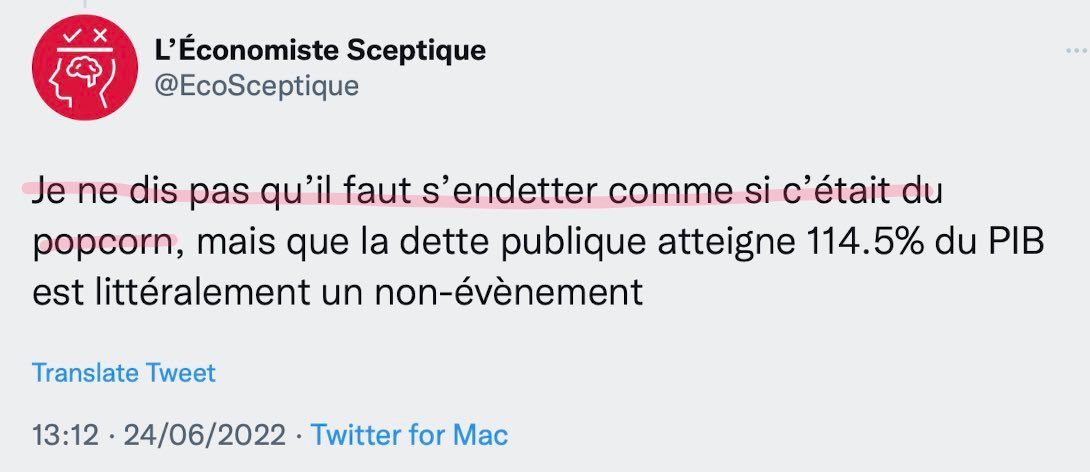 L’Économiste Sceptique
@EcoSceptique
Je ne dis pas qu’il faut s’endetter comme si c’était du
popcorn, mais que la dette publique atteigne 114.5% du PIB
est littéralement un non-évènement
Translate Tweet
13:12 · 24/06/2022 · Twitter for Mac